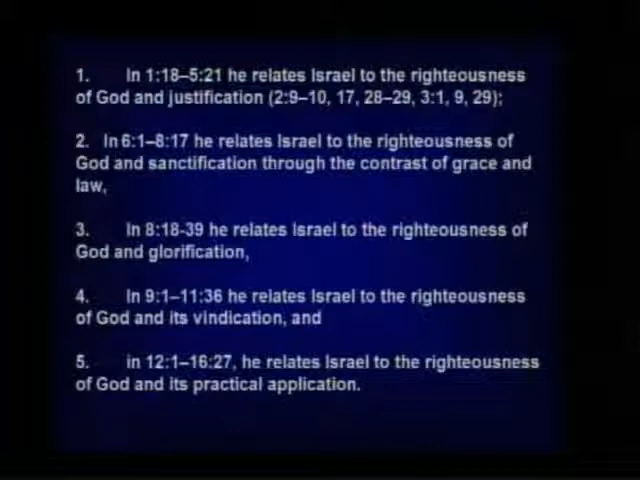 1. In 1:18–5:21 he relates Israel to the righteousness
of God and justification (2:9–10, 17, 28–29, 3:1, 9, 29);
2. In 6:1–8:17 he relates Israel to the righteousness of
God and sanctification through the contrast of grace and
law,
3. In 8:18-39 he relates Israel to the righteousness of
God and glorification,
4. In 9:1–11:36 he relates Israel to the righteousness
of God and its vindication, and
5. in 12:1–16:27, he relates Israel to the righteousness
of God and its practical application.